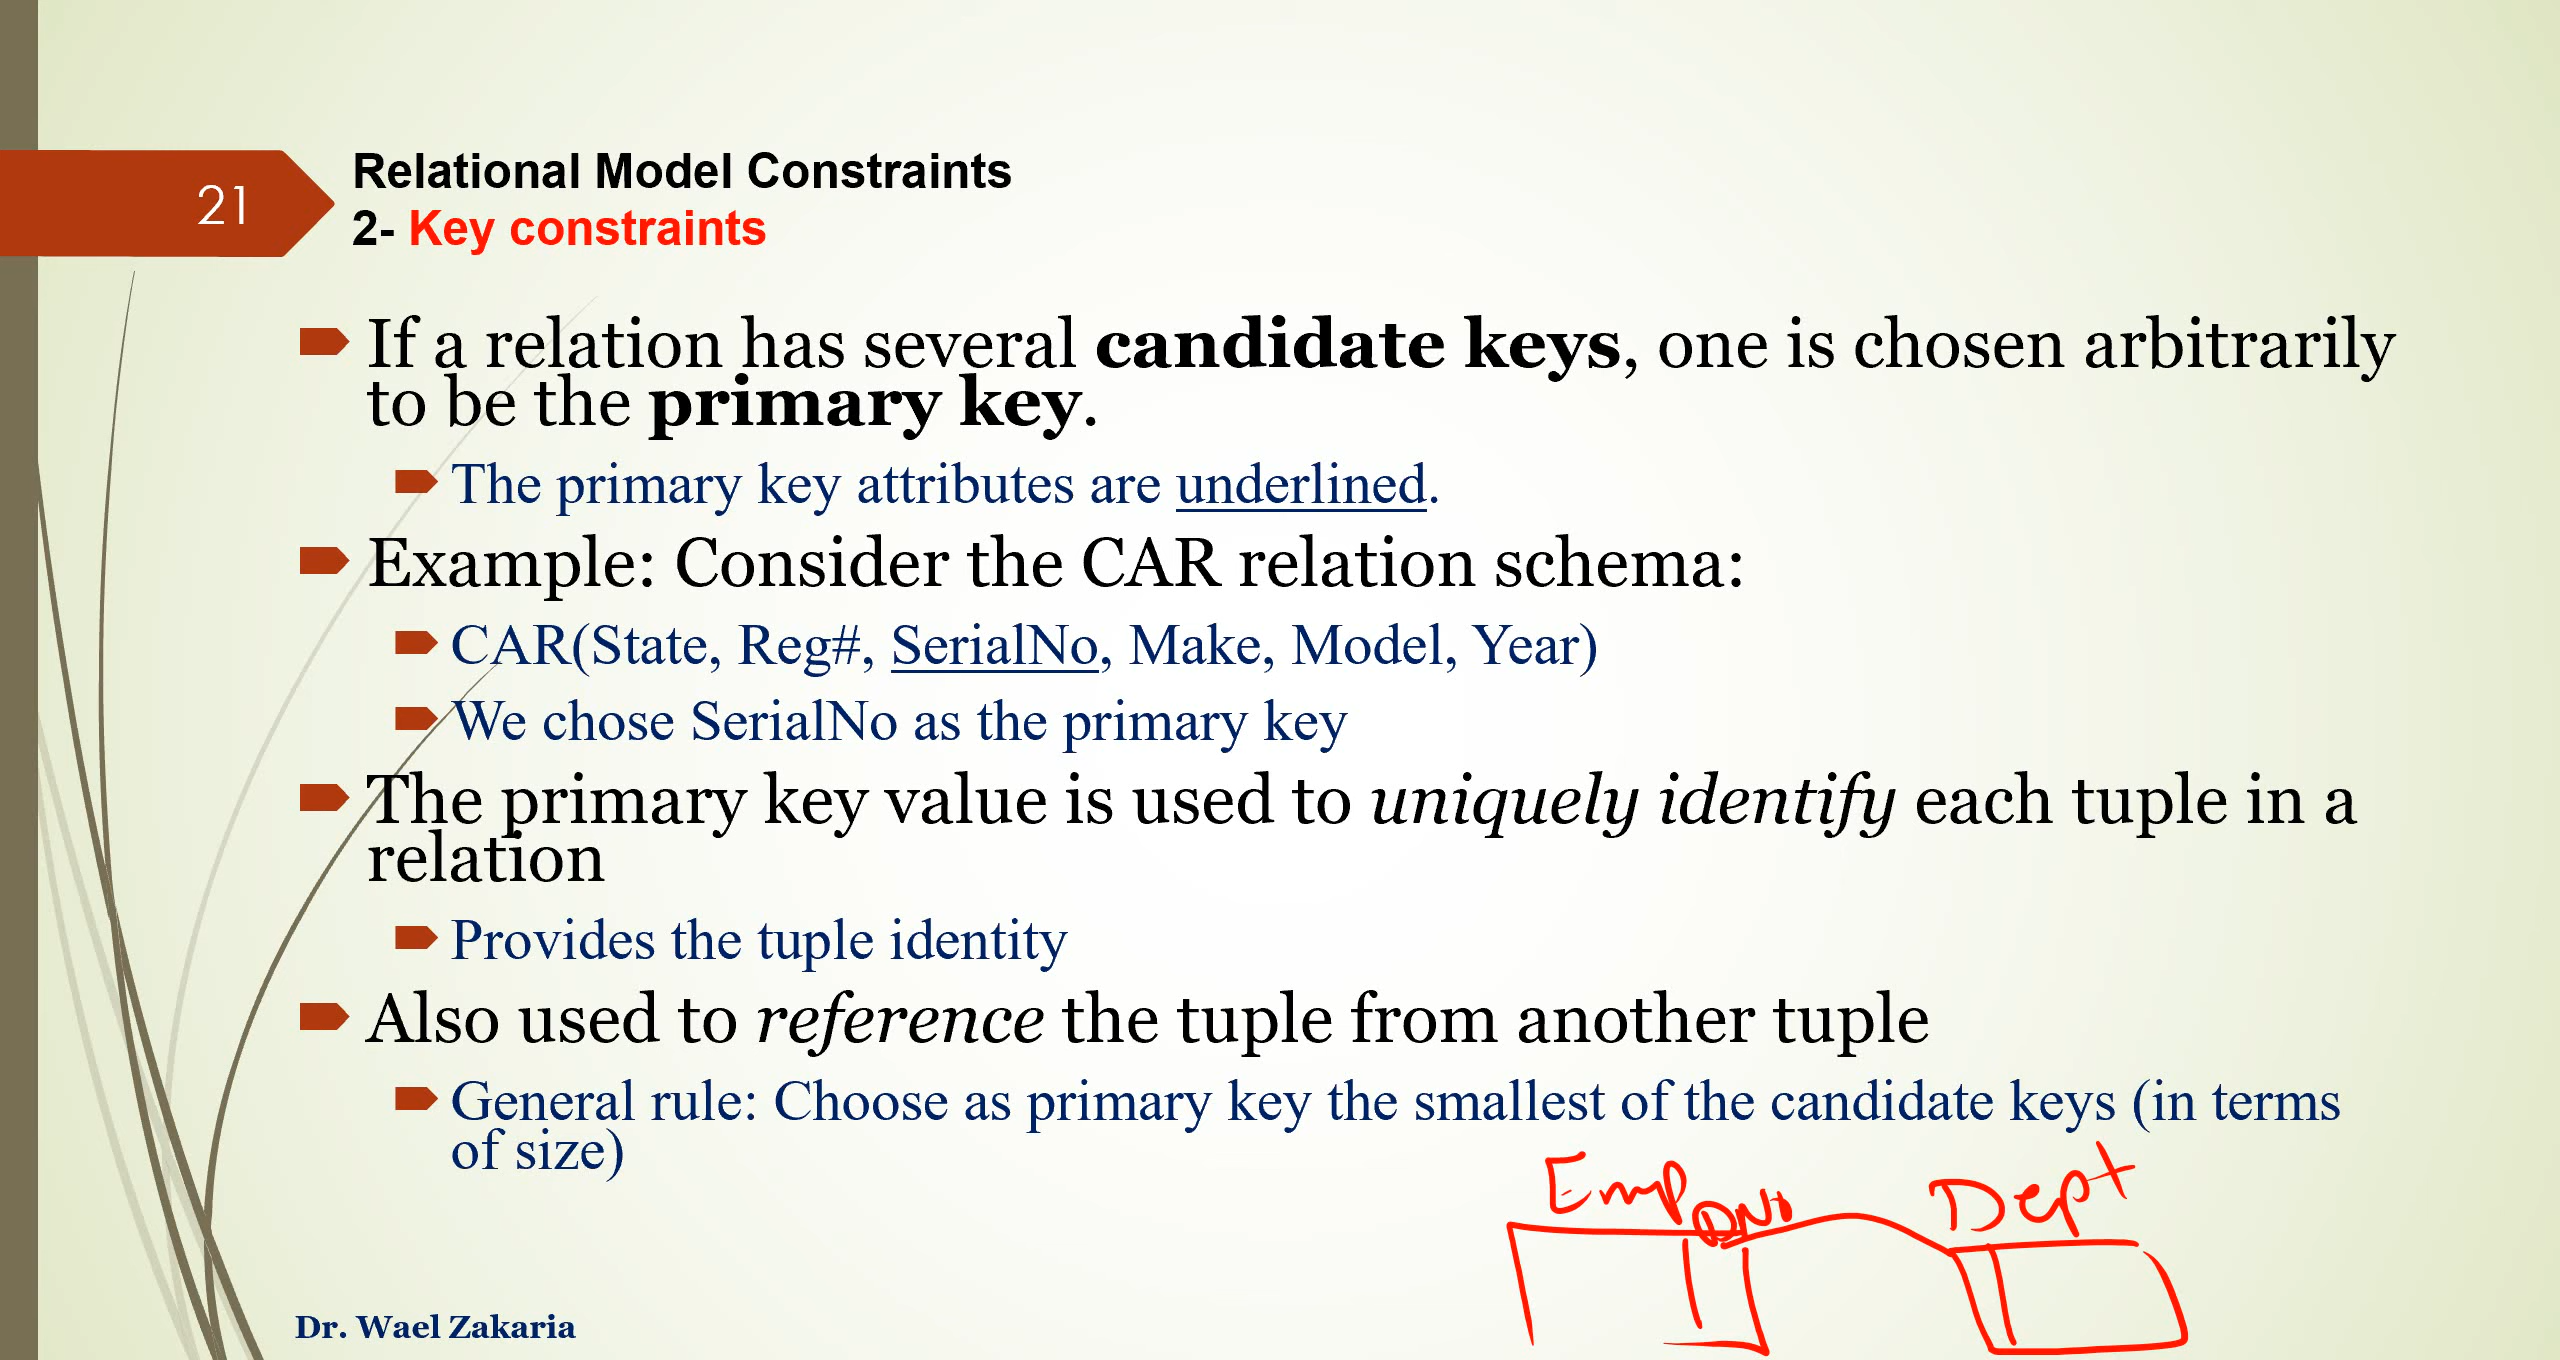 21
Relational Model Constraints
2- Key constraints
If a relation has several candidate keys, one is chosen arbitrarily
to be the primary key.
The primary key attributes are underlined.
Example: Consider the CAR relation schema:
CAR(State, Reg#, SerialNo, Make, Model, Year)
We chose SerialNo as the primary key
The primary key value is used to uniquely identify each tuple in a
relation
Provides the tuple identity
Also used to reference the tuple from another tuple
General rule: Choose as primary key the smallest of the candidate keys (in terms
of size)
Emp
DNo
Dept
Dr. Wael Zakaria